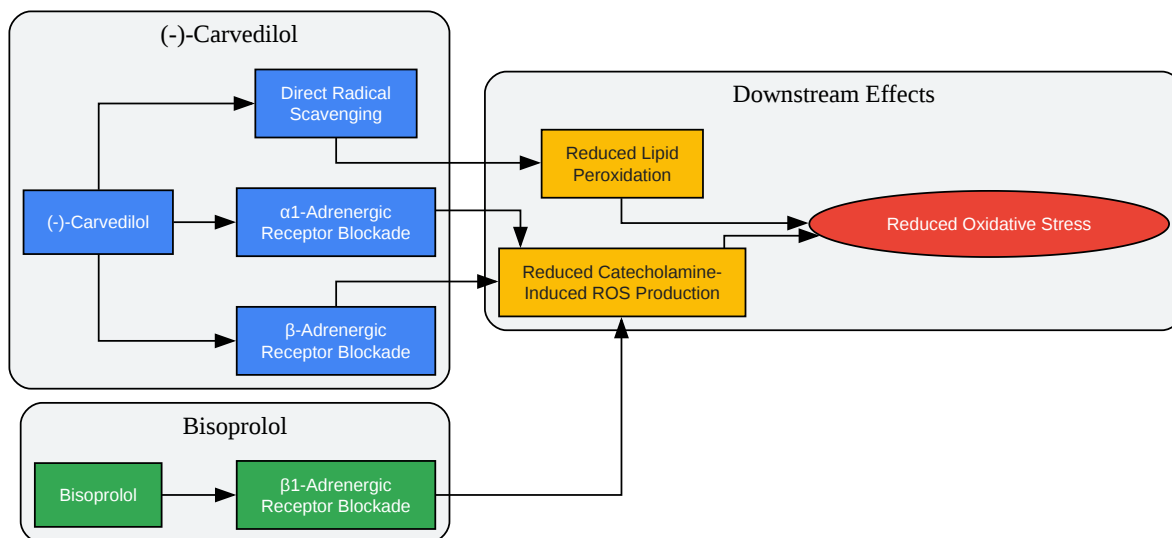 (-)-Carvedilol
Direct Radical
Scavenging
(-)-Carvedilol
α1-Adrenergic
Receptor Blockade
β-Adrenergic
Receptor Blockade
Downstream Effects
Reduced Lipid
Peroxidation
Reduced Catecholamine-
Induced ROS Production
Reduced Oxidative Stress
Bisoprolol
Bisoprolol
β1-Adrenergic
Receptor Blockade